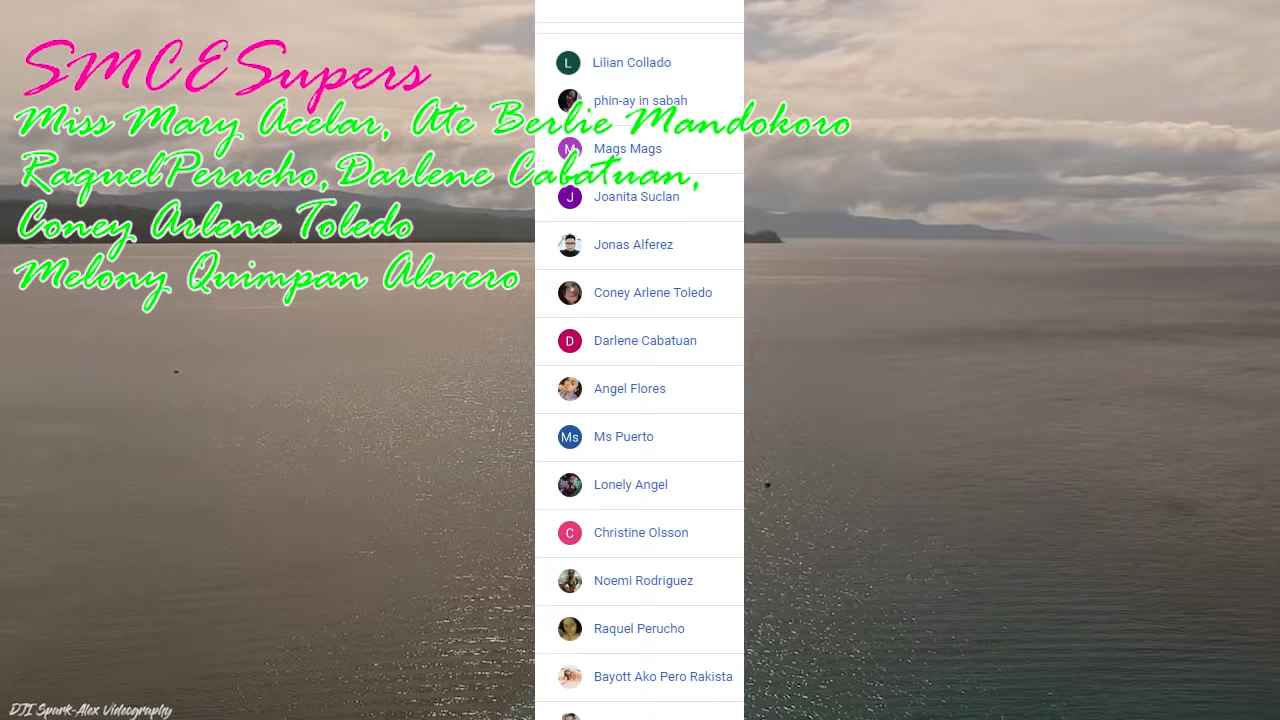 SMCESupers
Miss Mary Acelar, Ate Berlie Mandokoro
RaquelPerucho, Darlene Cabatuan,
Coney Arlene Toledo
Melony Quimpan Alevero
L Lilian Collado
phin-ay in sabah
M Mags Mags
J Joanita Suclan
Jonas Alferez
Coney Arlene Toledo
D Darlene Cabatuan
Angel Flores
Ms Ms Puerto
Lonely Angel
C Christine Olsson
Noemi Rodriguez
Raquel Perucho
Bayott Ako Pero Rakista
DJI Spark-Alex Videography